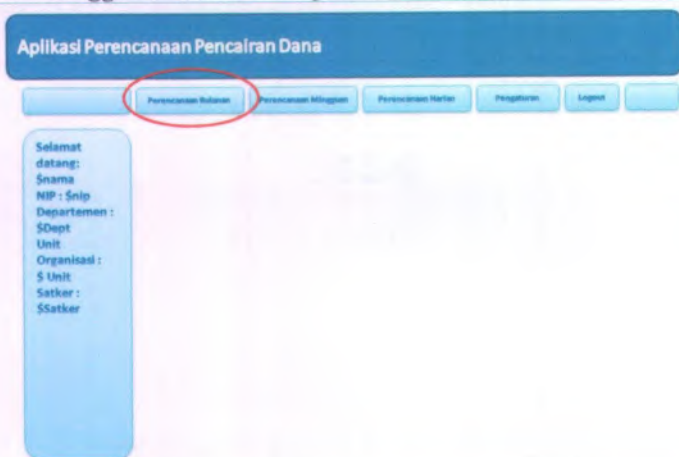 Aplikasi Perencanaan Pencairan Dana
Perencanaan Bulanan
Perencanaan Mingguan
Perencanaan Harian
Pengaturan
Logout
Selamat
datang:
$nama
NIP : $nip
Departemen :
$Dept
Unit
Organisasi :
$ Unit
Satker :
$Satker